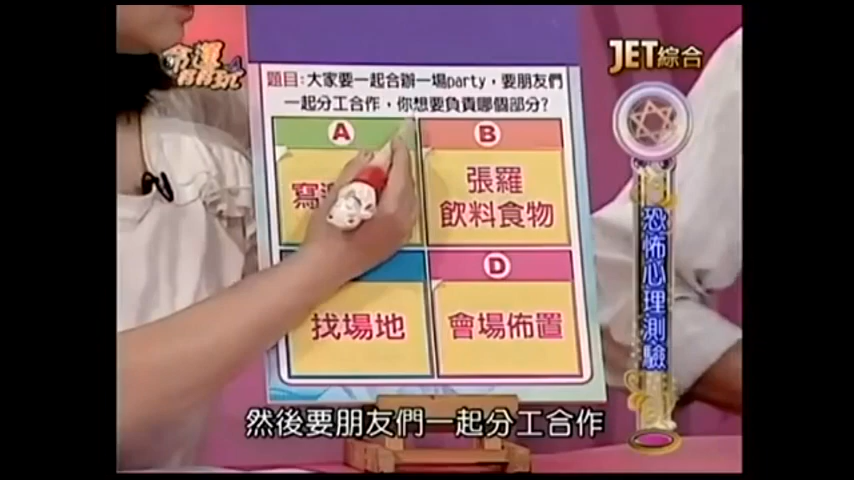 命運好好玩
JET綜合
題目:大家要一起合辦一場party,要朋友們
一起分工合作,你想要負責哪個部分?
A
B
寫邀
張羅
飲料食物
D
找場地
會場佈置
恐怖心理測驗
然後要朋友們一起分工合作